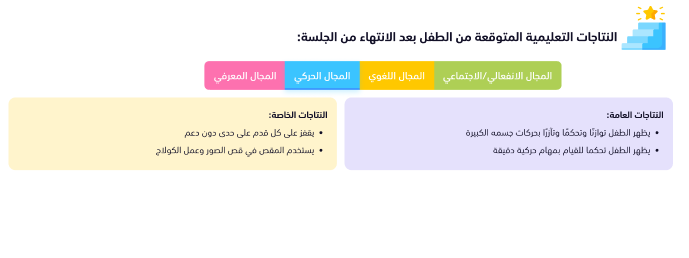 النتاجات التعليمية المتوقعة من الطفل بعد الانتهاء من الجلسة:
المجال الانفعالي/الاجتماعي
المجال اللغوي
المجال الحركي
المجال المعرفي
النتاجات العامة:
يظهر الطفل توازنًا وتحكمًا وتآزرًا بحركات جسمه الكبيرة
يظهر الطفل تحكما للقيام بمهام حركية دقيقة
النتاجات الخاصة:
يقفز على كل قدم على حدى دون دعم
يستخدم المقص في قص الصور وعمل الكولاج